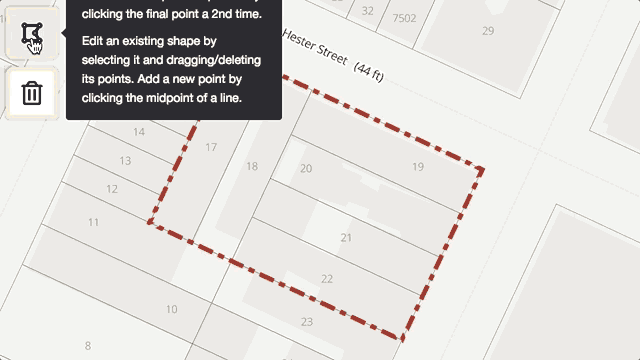 clicking the final point a 2nd time.
Edit an existing shape by
selecting it and dragging/deleting
its points. Add a new point by
clicking the midpoint of a line.
32
7502
29
Hester Street (44 ft)
14
17
13
18
20
19
12
11
21
22
10
23
8